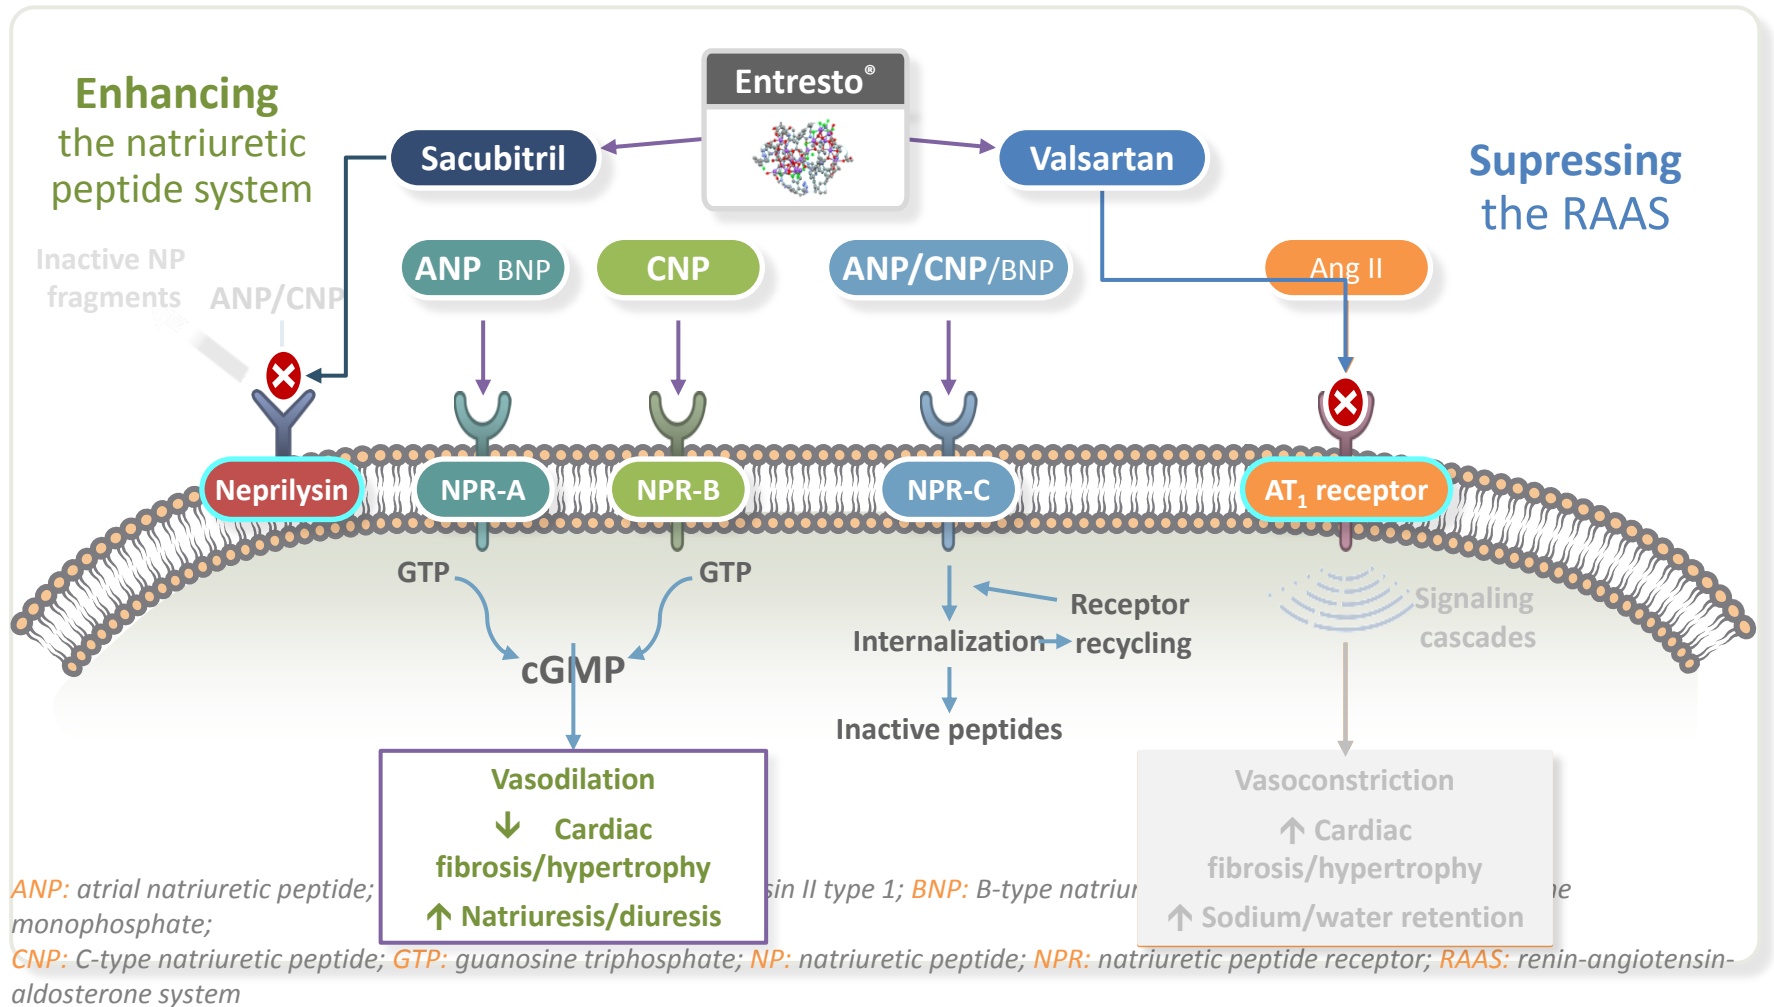 Enhancing
the natriuretic
peptide system
Entresto®
Sacubitril
Valsartan
Supressing
the RAAS
Inactive NP
fragments
ANP/CNP
ANP BNP
CNP
ANP/CNP/BNP
Ang II
Neprilysin
NPR-A
NPR-B
NPR-C
AT1 receptor
GTP
GTP
cGMP
Receptor
recycling
Internalization
Inactive peptides
Signaling
cascades
Vasodilation
↓ Cardiac
fibrosis/hypertrophy
↑ Natriuresis/diuresis
Vasoconstriction
↑ Cardiac
fibrosis/hypertrophy
↑ Sodium/water retention
ANP: atrial natriuretic peptide; sin II type 1; BNP: B-type natriur ne
monophosphate;
CNP: C-type natriuretic peptide; GTP: guanosine triphosphate; NP: natriuretic peptide; NPR: natriuretic peptide receptor; RAAS: renin-angiotensin-
aldosterone system